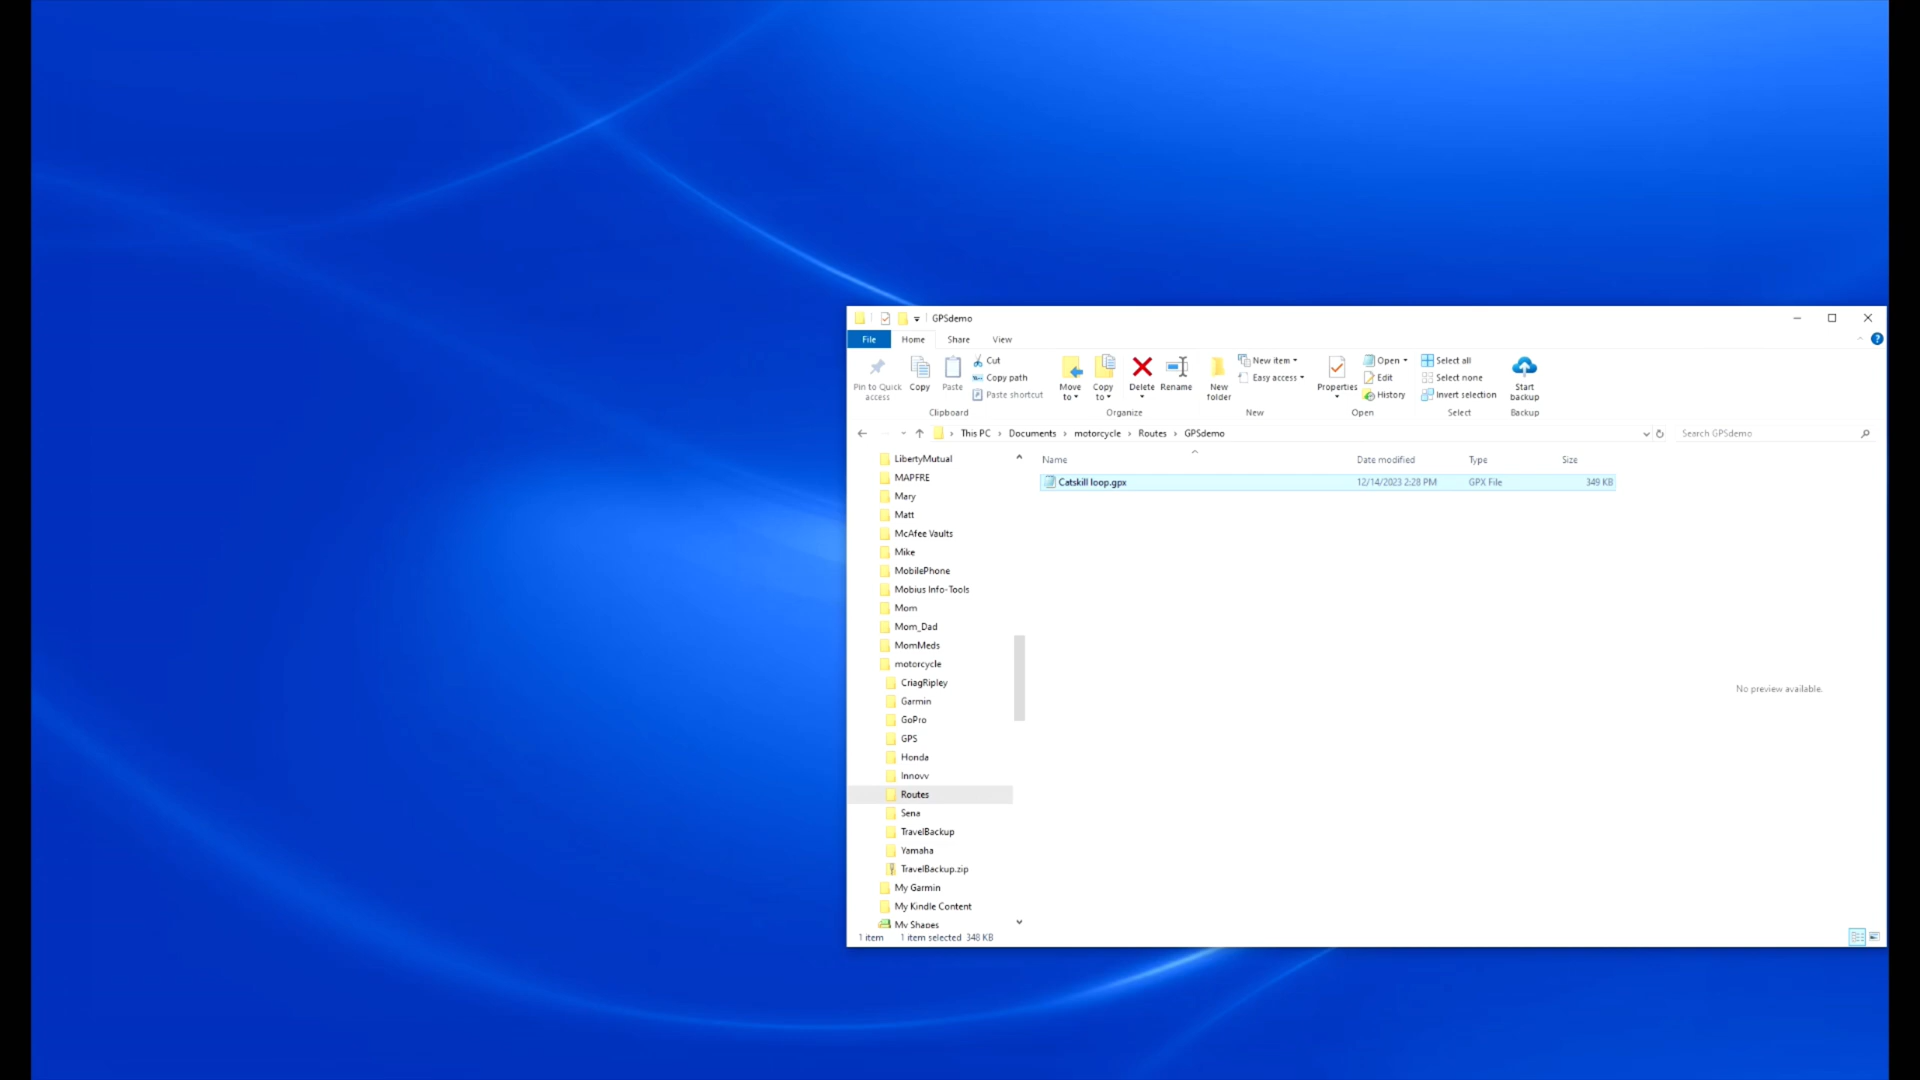 GPSdemo
File Home Share View
Pin to Quick access
Copy
Paste
Cut
Copy path
Paste shortcut
Clipboard
Move to
Copy to
Delete
Rename
Organize
New folder
New item
Easy access
New
Properties
Open
Edit
History
Open
Select all
Select none
Invert selection
Select
Start backup
Backup
This PC > Documents > motorcycle > Routes > GPSdemo
Search GPSdemo
LibertyMutual
MAPFRE
Mary
Matt
McAfee Vaults
Mike
MobilePhone
Mobius Info-Tools
Mom
Mom_Dad
MomMeds
motorcycle
CriagRipley
Garmin
GoPro
GPS
Honda
Innovv
Routes
Sena
TravelBackup
Yamaha
TravelBackup.zip
My Garmin
My Kindle Content
My Shapes
Name Date modified Type Size
Catskill loop.gpx 12/14/2023 2:28 PM GPX File 349 KB
No preview available.
1 item 1 item selected 348 KB